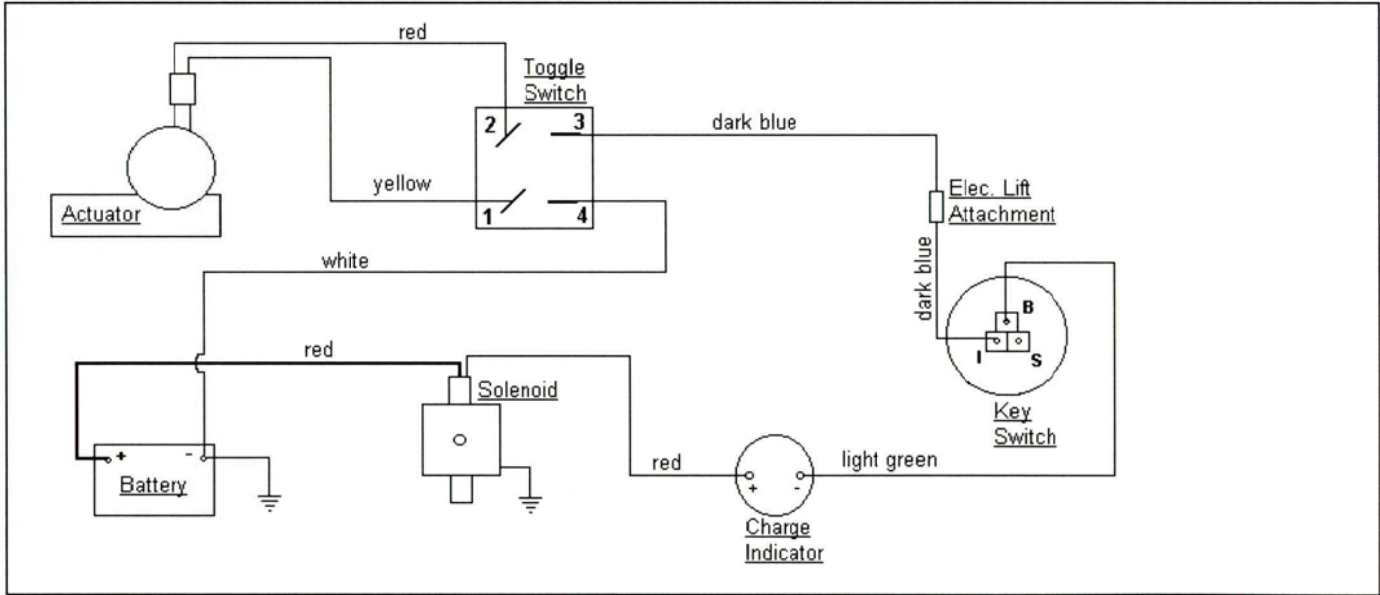 red
Toggle
Switch
2
3
dark blue
yellow
1
4
Elec. Lift
Attachment
Actuator
white
dark blue
B
I
S
Key
Switch
red
Solenoid
+
-
Battery
red
light green
+
-
Charge
Indicator